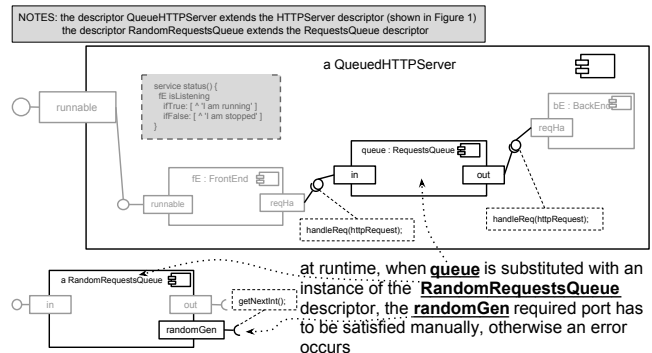 NOTES: the descriptor QueueHTTPServer extends the HTTPServer descriptor (shown in Figure 1)
the descriptor RandomRequestsQueue extends the RequestsQueue descriptor
a QueuedHTTPServer
service status() {
fE isListening
ifTrue: [ ^ 'I am running' ]
ifFalse: [ ^ 'I am stopped' ]
}
runnable
bE : BackEnd
reqHa
queue : RequestsQueue
in
out
fE : FrontEnd
runnable
reqHa
handleReq(httpRequest);
handleReq(httpRequest);
a RandomRequestsQueue
in
out
getNextInt();
randomGen
at runtime, when queue is substituted with an
instance of the RandomRequestsQueue
descriptor, the randomGen required port has
to be satisfied manually, otherwise an error
occurs